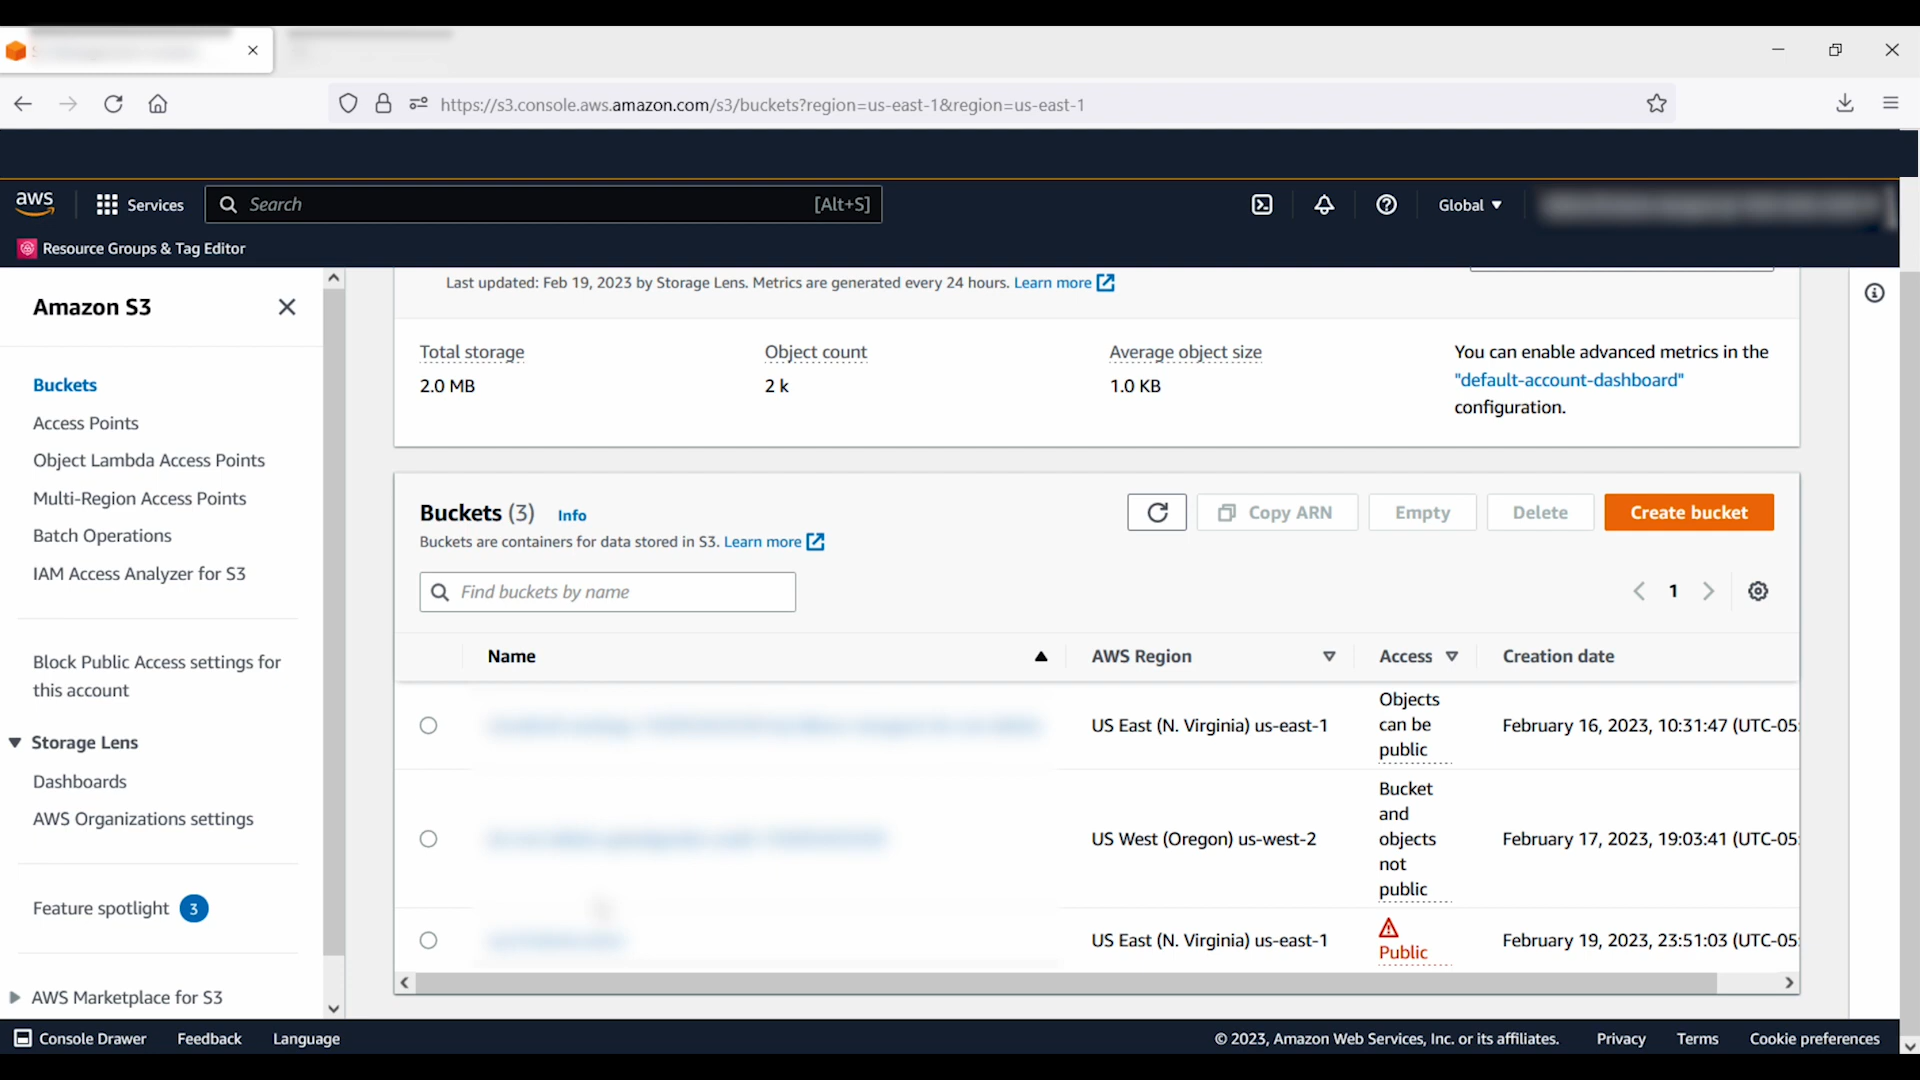 https://s3.console.aws.amazon.com/s3/buckets?region=us-east-1&region=us-east-1
aws
Services
Search
[Alt+S]
Global
Resource Groups & Tag Editor
Amazon S3
Buckets
Access Points
Object Lambda Access Points
Multi-Region Access Points
Batch Operations
IAM Access Analyzer for S3
Block Public Access settings for
this account
Storage Lens
Dashboards
AWS Organizations settings
Feature spotlight 3
AWS Marketplace for S3
Last updated: Feb 19, 2023 by Storage Lens. Metrics are generated every 24 hours. Learn more
Total storage
2.0 MB
Object count
2 k
Average object size
1.0 KB
You can enable advanced metrics in the
"default-account-dashboard"
configuration.
Buckets (3) Info
Buckets are containers for data stored in S3. Learn more
Copy ARN
Empty
Delete
Create bucket
Find buckets by name
1
Name
AWS Region
Access
Creation date
US East (N. Virginia) us-east-1
Objects
can be
public
February 16, 2023, 10:31:47 (UTC-05:
US West (Oregon) us-west-2
Bucket
and
objects
not
public
February 17, 2023, 19:03:41 (UTC-05:
US East (N. Virginia) us-east-1
Public
February 19, 2023, 23:51:03 (UTC-05:
Console Drawer
Feedback
Language
© 2023, Amazon Web Services, Inc. or its affiliates.
Privacy
Terms
Cookie preferences